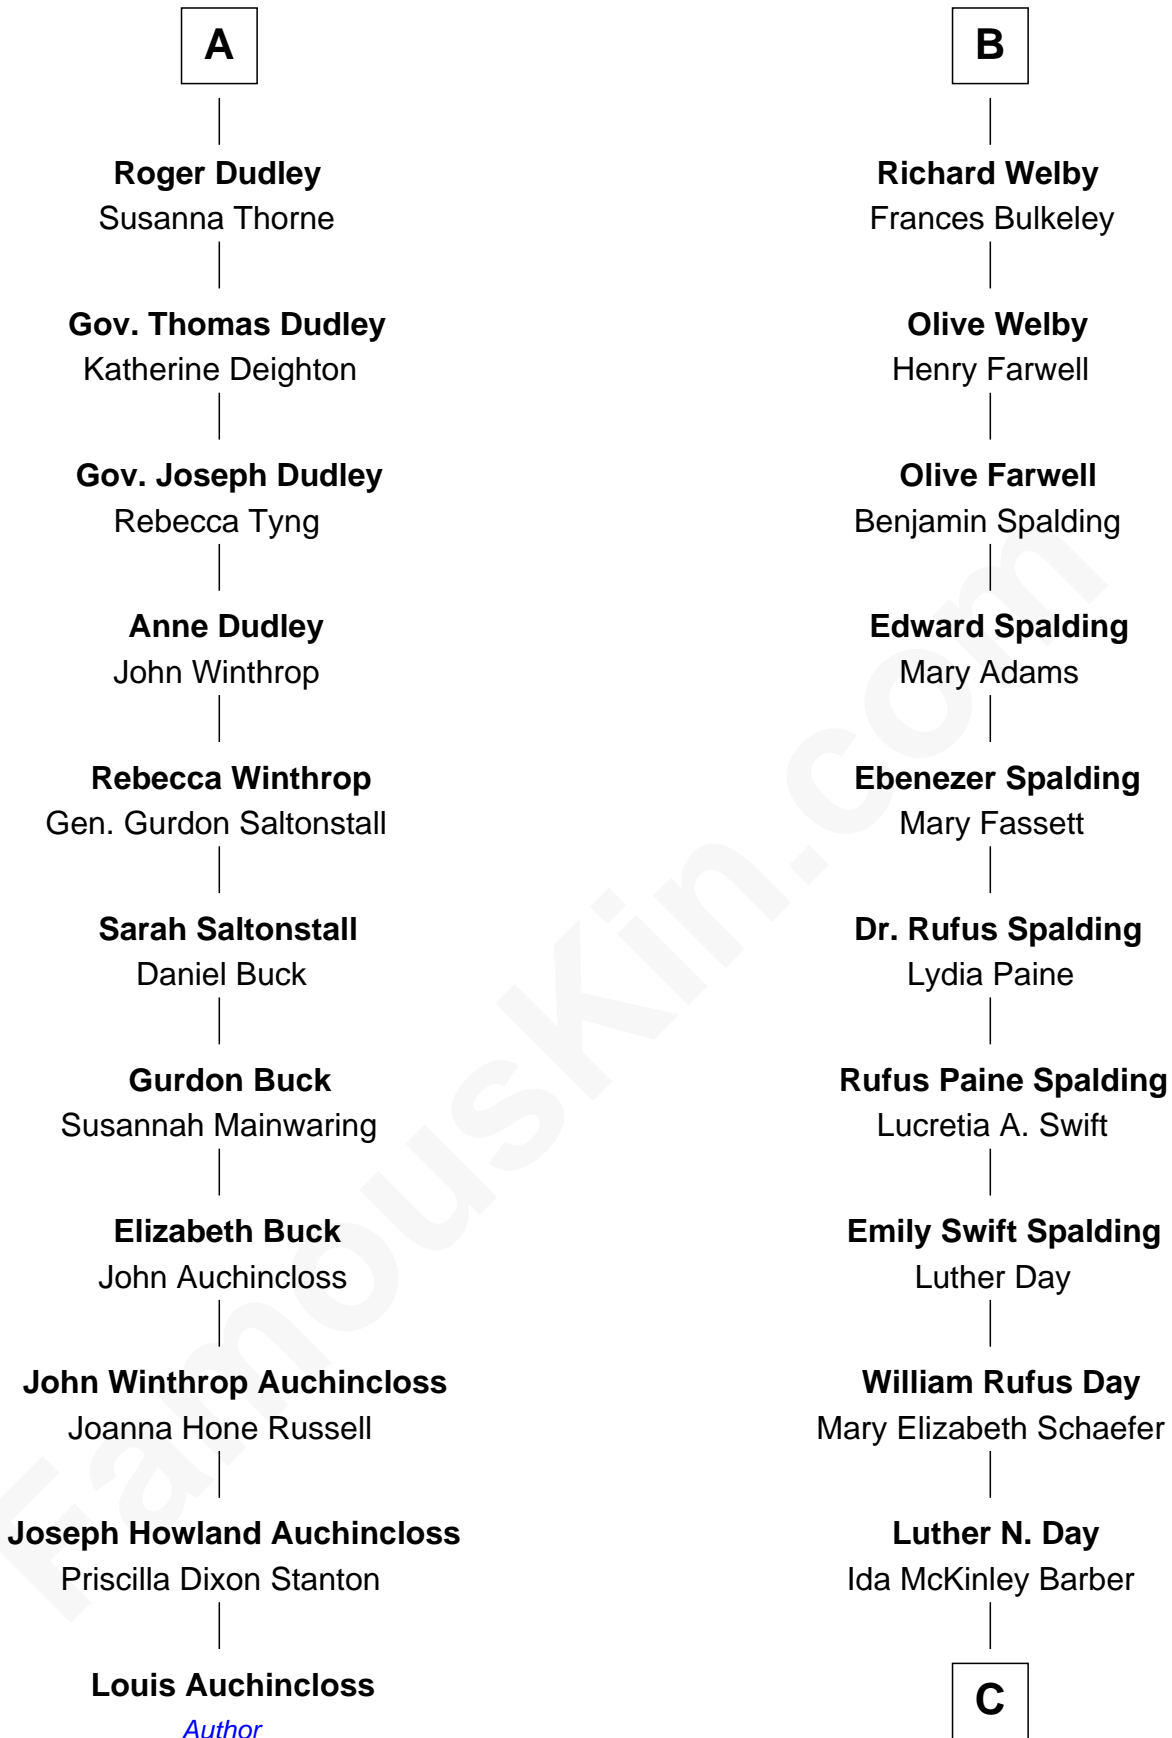 A
Roger Dudley
Susanna Thorne
Gov. Thomas Dudley
Katherine Deighton
Gov. Joseph Dudley
Rebecca Tyng
Anne Dudley
John Winthrop
Rebecca Winthrop
Gen. Gurdon Saltonstall
Sarah Saltonstall
Daniel Buck
Gurdon Buck
Susannah Mainwaring
Elizabeth Buck
John Auchincloss
John Winthrop Auchincloss
Joanna Hone Russell
Joseph Howland Auchincloss
Priscilla Dixon Stanton
Louis Auchincloss
Author
B
Richard Welby
Frances Bulkeley
Olive Welby
Henry Farwell
Olive Farwell
Benjamin Spalding
Edward Spalding
Mary Adams
Ebenezer Spalding
Mary Fassett
Dr. Rufus Spalding
Lydia Paine
Rufus Paine Spalding
Lucretia A. Swift
Emily Swift Spalding
Luther Day
William Rufus Day
Mary Elizabeth Schaefer
Luther N. Day
Ida McKinley Barber
C
FamousKin.com